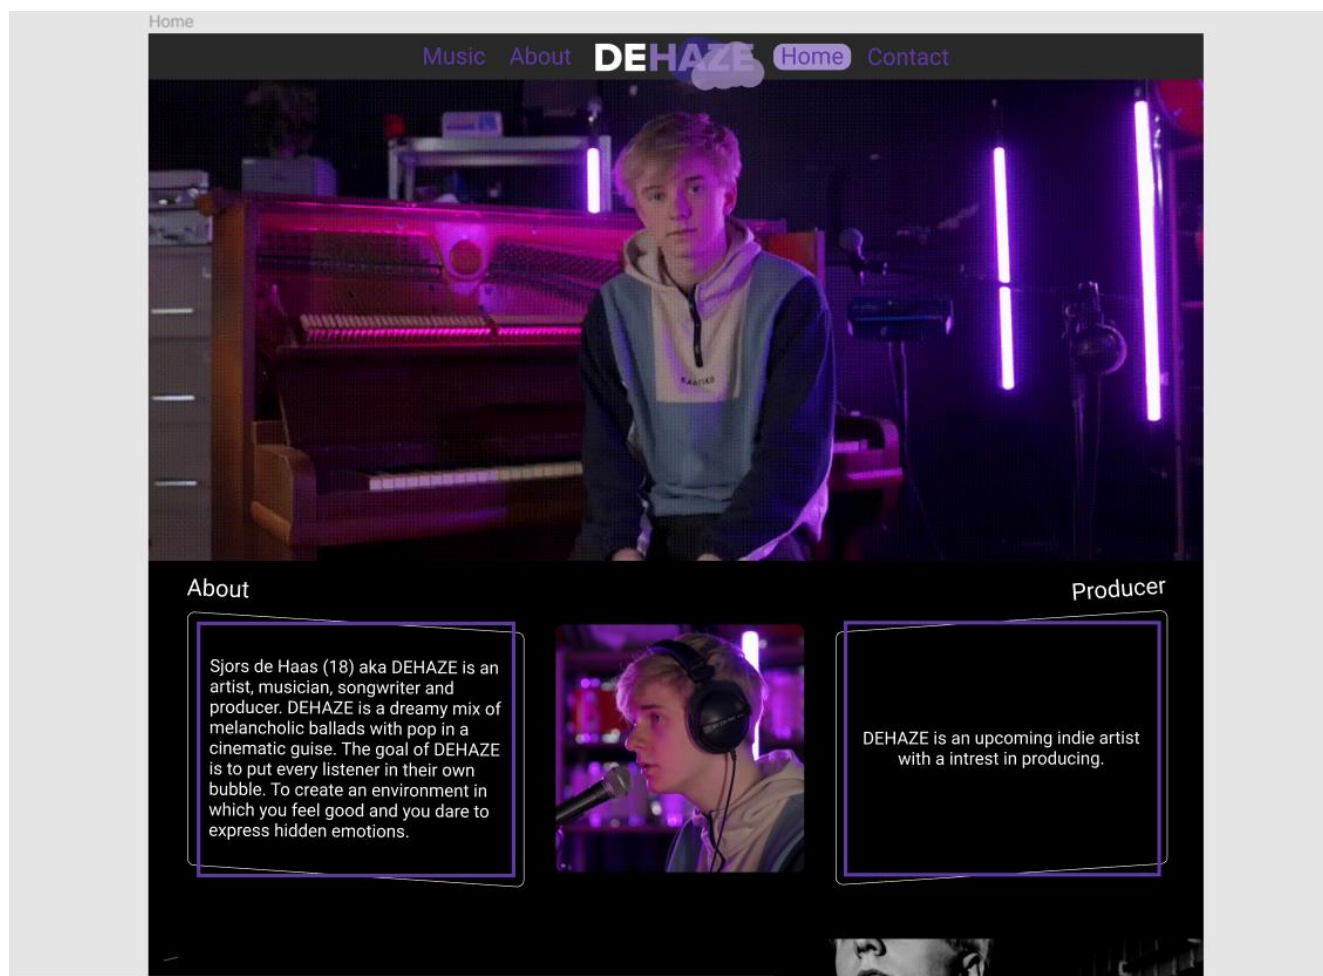 Home
Music About DEHAZE Home Contact
About
Producer
Sjors de Haas (18) aka DEHAZE is an
artist, musician, songwriter and
producer. DEHAZE is a dreamy mix of
melancholic ballads with pop in a
cinematic guise. The goal of DEHAZE
is to put every listener in their own
bubble. To create an environment in
which you feel good and you dare to
express hidden emotions.
DEHAZE is an upcoming indie artist
with a intrest in producing.